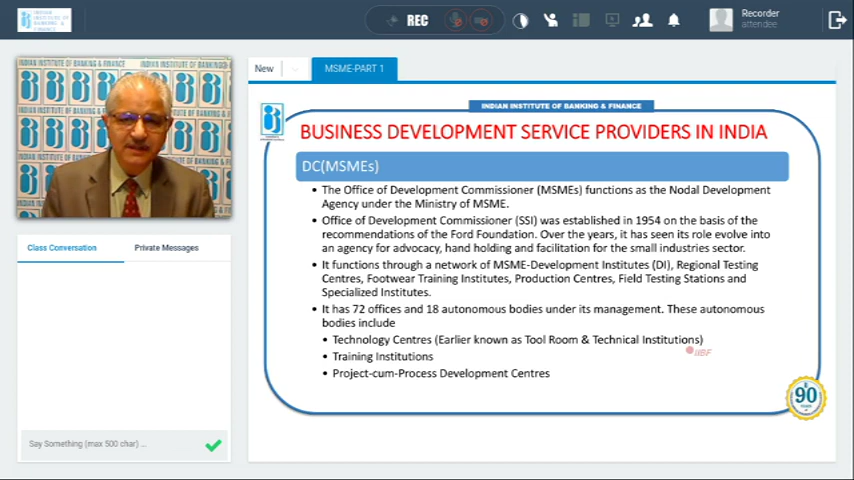 INDIAN
INSTITUTE OF
BANKING &
FINANCE
REC
Recorder
attendee
INDIAN INSTITUTE OF BANKING & FINANCE
Class Conversation
Private Messages
Say Something (max 500 char) ...
New
MSME-PART 1
INDIAN INSTITUTE OF BANKING & FINANCE
BUSINESS DEVELOPMENT SERVICE PROVIDERS IN INDIA
DC(MSMEs)
• The Office of Development Commissioner (MSMEs) functions as the Nodal Development
Agency under the Ministry of MSME.
• Office of Development Commissioner (SSI) was established in 1954 on the basis of the
recommendations of the Ford Foundation. Over the years, it has seen its role evolve into
an agency for advocacy, hand holding and facilitation for the small industries sector.
• It functions through a network of MSME-Development Institutes (DI), Regional Testing
Centres, Footwear Training Institutes, Production Centres, Field Testing Stations and
Specialized Institutes.
• It has 72 offices and 18 autonomous bodies under its management. These autonomous
bodies include
• Technology Centres (Earlier known as Tool Room & Technical Institutions)
IIBF
• Training Institutions
• Project-cum-Process Development Centres
90